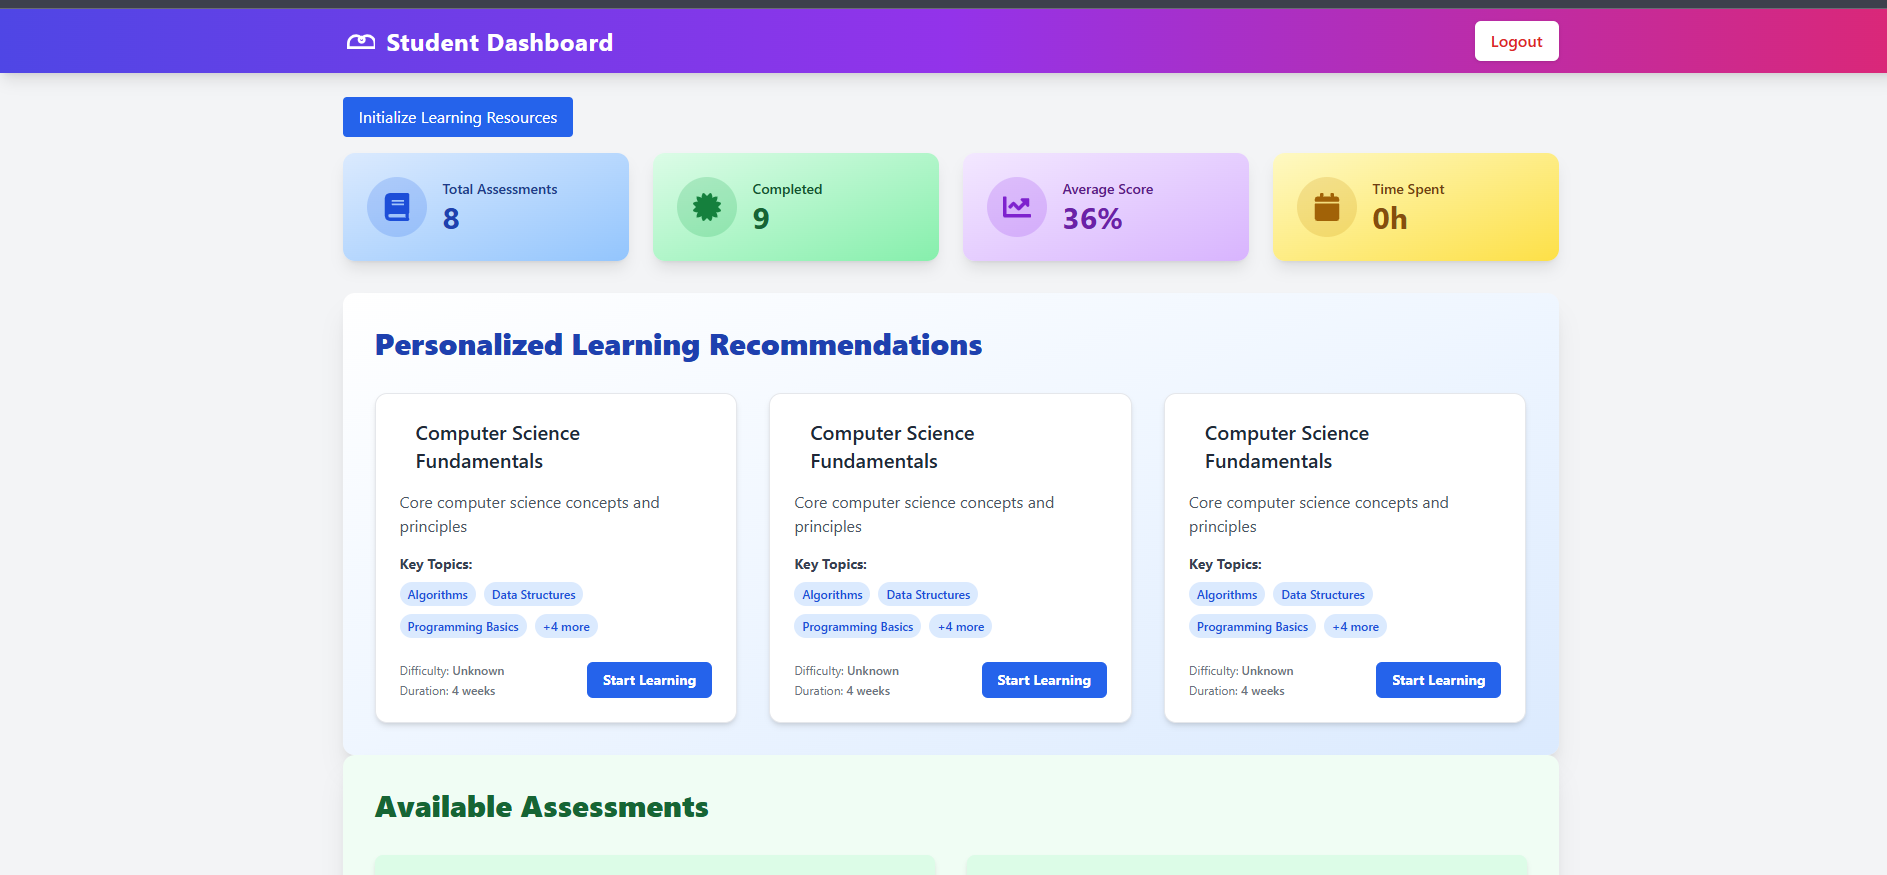 Student Dashboard
Logout
Initialize Learning Resources
Total Assessments
8
Completed
9
Average Score
36%
Time Spent
0h
Personalized Learning Recommendations
Computer Science
Fundamentals
Core computer science concepts and
principles
Key Topics:
Algorithms Data Structures
Programming Basics +4 more
Difficulty: Unknown
Duration: 4 weeks
Start Learning
Computer Science
Fundamentals
Core computer science concepts and
principles
Key Topics:
Algorithms Data Structures
Programming Basics +4 more
Difficulty: Unknown
Duration: 4 weeks
Start Learning
Computer Science
Fundamentals
Core computer science concepts and
principles
Key Topics:
Algorithms Data Structures
Programming Basics +4 more
Difficulty: Unknown
Duration: 4 weeks
Start Learning
Available Assessments